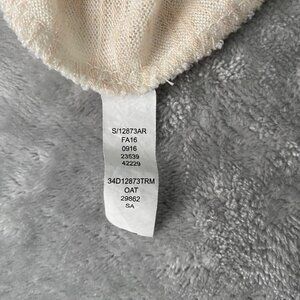 S/12873AR
FA16
0916
23539
42229
34D12873TRM
OAT
29862
SA